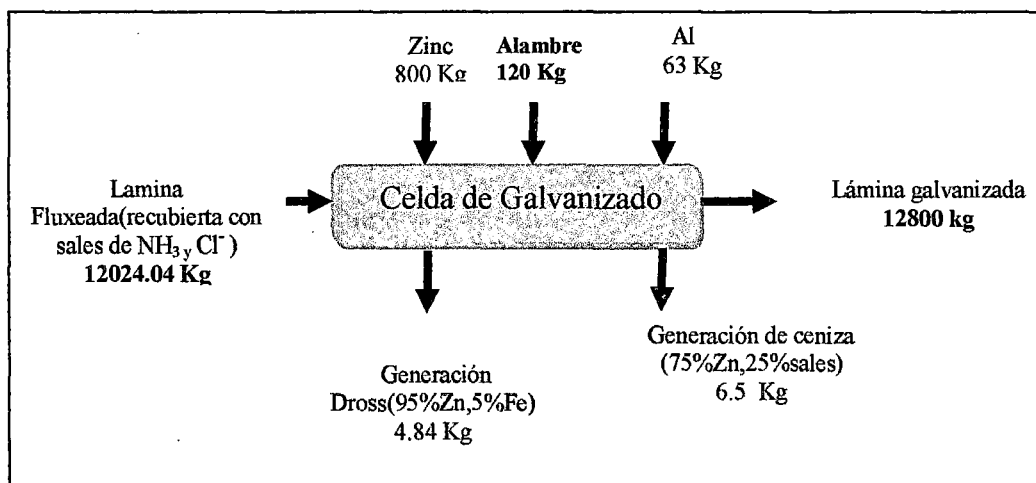 Zinc
800 Kg
Alambre
120 Kg
Al
63 Kg
Lamina
Fluxeada(recubierta con
sales de NH₃ y Cl⁻ )
12024.04 Kg
Celda de Galvanizado
Lámina galvanizada
12800 kg
Generación
Dross(95%Zn,5%Fe)
4.84 Kg
Generación de ceniza
(75%Zn,25%sales)
6.5 Kg